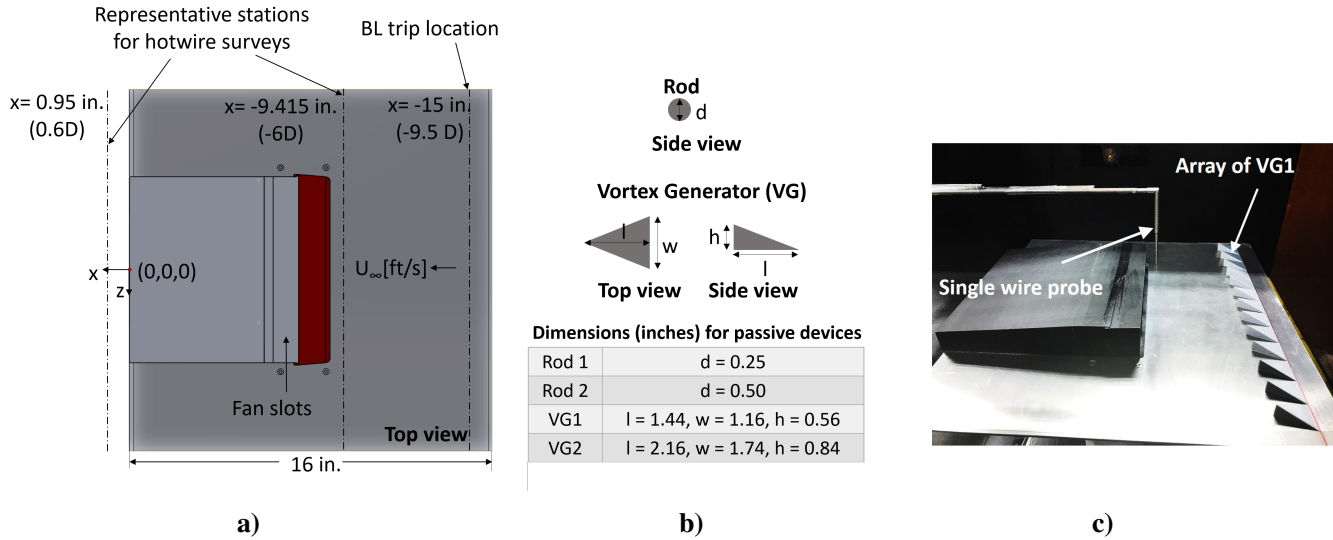 Representative stations
for hotwire surveys
BL trip location
x= 0.95 in.
(0.6D)
x= -9.415 in.
(-6D)
x= -15 in.
(-9.5 D)
x
(0,0,0)
z
U∞[ft/s]
Fan slots
Top view
16 in.
a)
Rod
d
Side view
Vortex Generator (VG)
l
w
h
l
Top view
Side view
Dimensions (inches) for passive devices
Rod 1 d = 0.25
Rod 2 d = 0.50
VG1 l = 1.44, w = 1.16, h = 0.56
VG2 l = 2.16, w = 1.74, h = 0.84
b)
Array of VG1
Single wire probe
c)